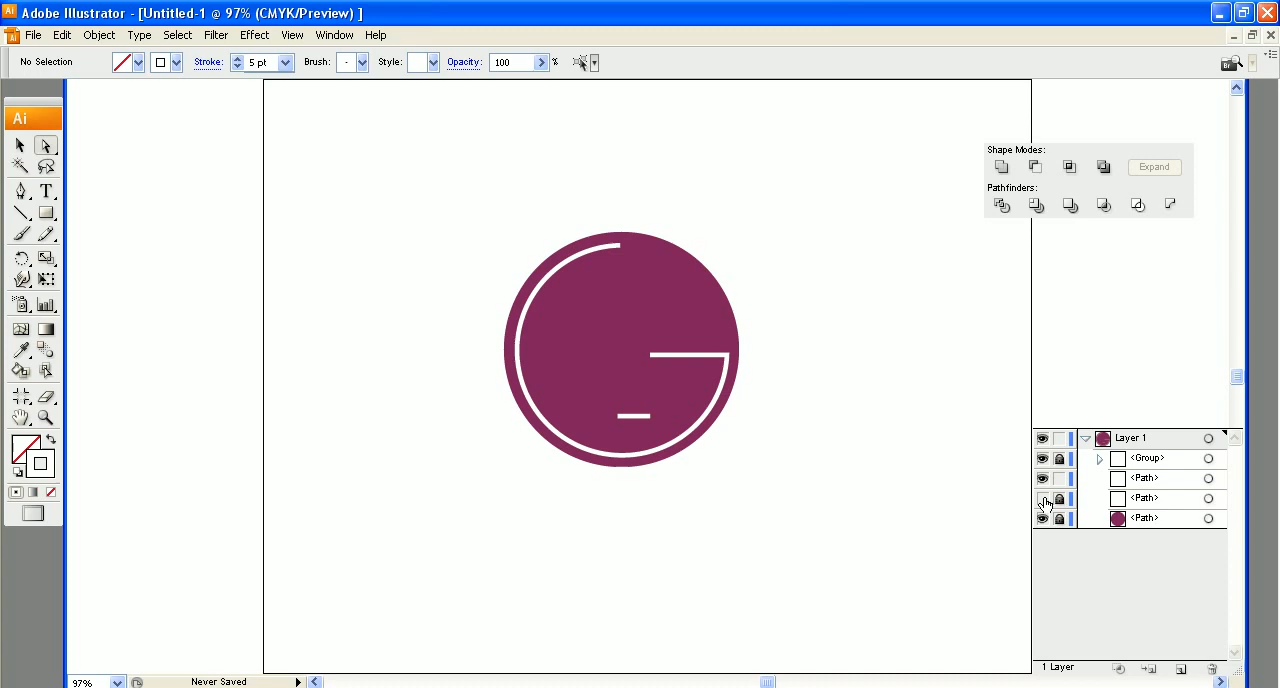 Adobe Illustrator - [Untitled-1 @ 97% (CMYK/Preview) ]
File Edit Object Type Select Filter Effect View Window Help
No Selection Stroke: 5 pt Brush: - Style: Opacity: 100 % Br
Ai
T
Shape Modes:
Expand
Pathfinders:
Layer 1
<Group>
<Path>
<Path>
<Path>
1 Layer
97% Never Saved